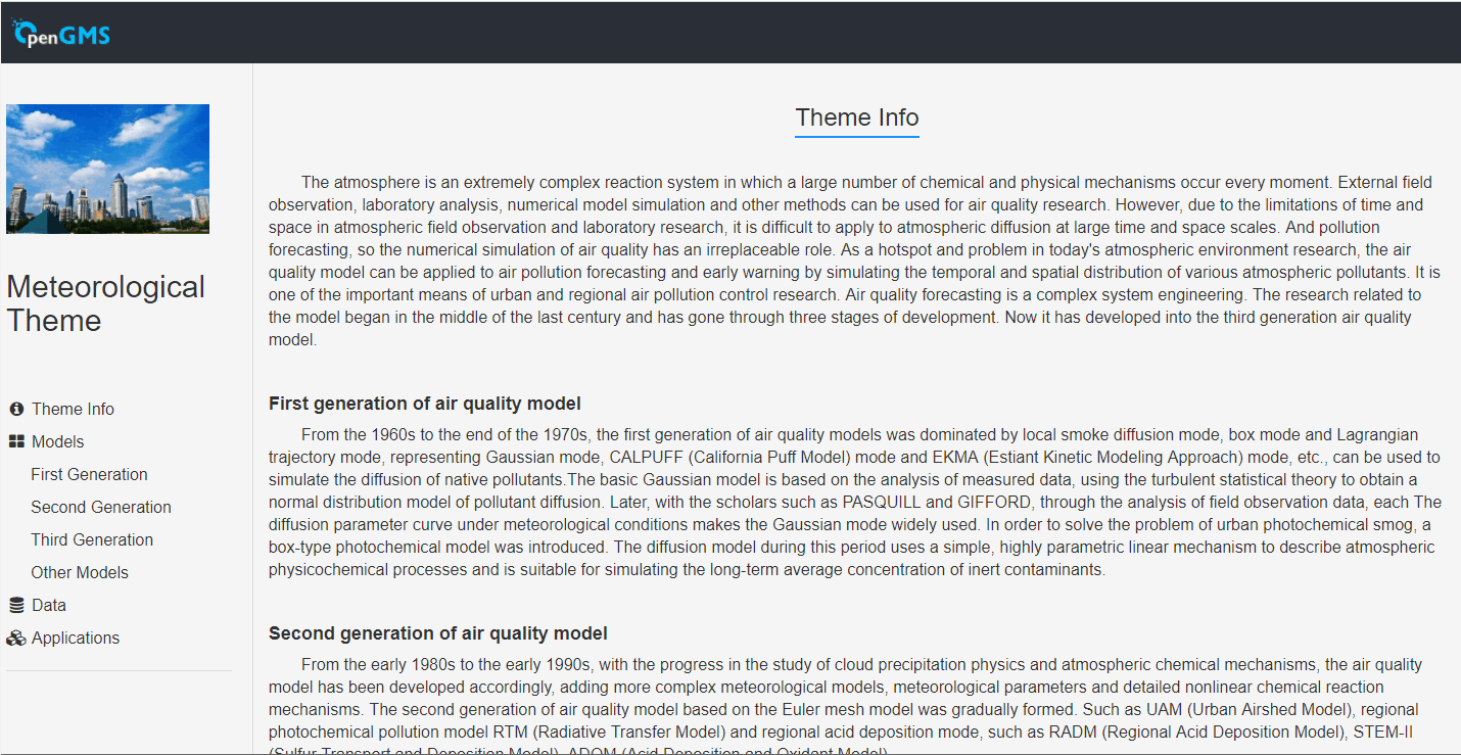 OpenGMS
Meteorological
Theme
Theme Info
Models
First Generation
Second Generation
Third Generation
Other Models
Data
Applications
Theme Info
The atmosphere is an extremely complex reaction system in which a large number of chemical and physical mechanisms occur every moment. External field
observation, laboratory analysis, numerical model simulation and other methods can be used for air quality research. However, due to the limitations of time and
space in atmospheric field observation and laboratory research, it is difficult to apply to atmospheric diffusion at large time and space scales. And pollution
forecasting, so the numerical simulation of air quality has an irreplaceable role. As a hotspot and problem in today's atmospheric environment research, the air
quality model can be applied to air pollution forecasting and early warning by simulating the temporal and spatial distribution of various atmospheric pollutants. It is
one of the important means of urban and regional air pollution control research. Air quality forecasting is a complex system engineering. The research related to
the model began in the middle of the last century and has gone through three stages of development. Now it has developed into the third generation air quality
model.
First generation of air quality model
From the 1960s to the end of the 1970s, the first generation of air quality models was dominated by local smoke diffusion mode, box mode and Lagrangian
trajectory mode, representing Gaussian mode, CALPUFF (California Puff Model) mode and EKMA (Estiant Kinetic Modeling Approach) mode, etc., can be used to
simulate the diffusion of native pollutants.The basic Gaussian model is based on the analysis of measured data, using the turbulent statistical theory to obtain a
normal distribution model of pollutant diffusion. Later, with the scholars such as PASQUILL and GIFFORD, through the analysis of field observation data, each The
diffusion parameter curve under meteorological conditions makes the Gaussian mode widely used. In order to solve the problem of urban photochemical smog, a
box-type photochemical model was introduced. The diffusion model during this period uses a simple, highly parametric linear mechanism to describe atmospheric
physicochemical processes and is suitable for simulating the long-term average concentration of inert contaminants.
Second generation of air quality model
From the early 1980s to the early 1990s, with the progress in the study of cloud precipitation physics and atmospheric chemical mechanisms, the air quality
model has been developed accordingly, adding more complex meteorological models, meteorological parameters and detailed nonlinear chemical reaction
mechanisms. The second generation of air quality model based on the Euler mesh model was gradually formed. Such as UAM (Urban Airshed Model), regional
photochemical pollution model RTM (Radiative Transfer Model) and regional acid deposition mode, such as RADM (Regional Acid Deposition Model), STEM-II
(Sulfur Transport and Deposition Model), ADOM (Acid Deposition and Oxidant Model)